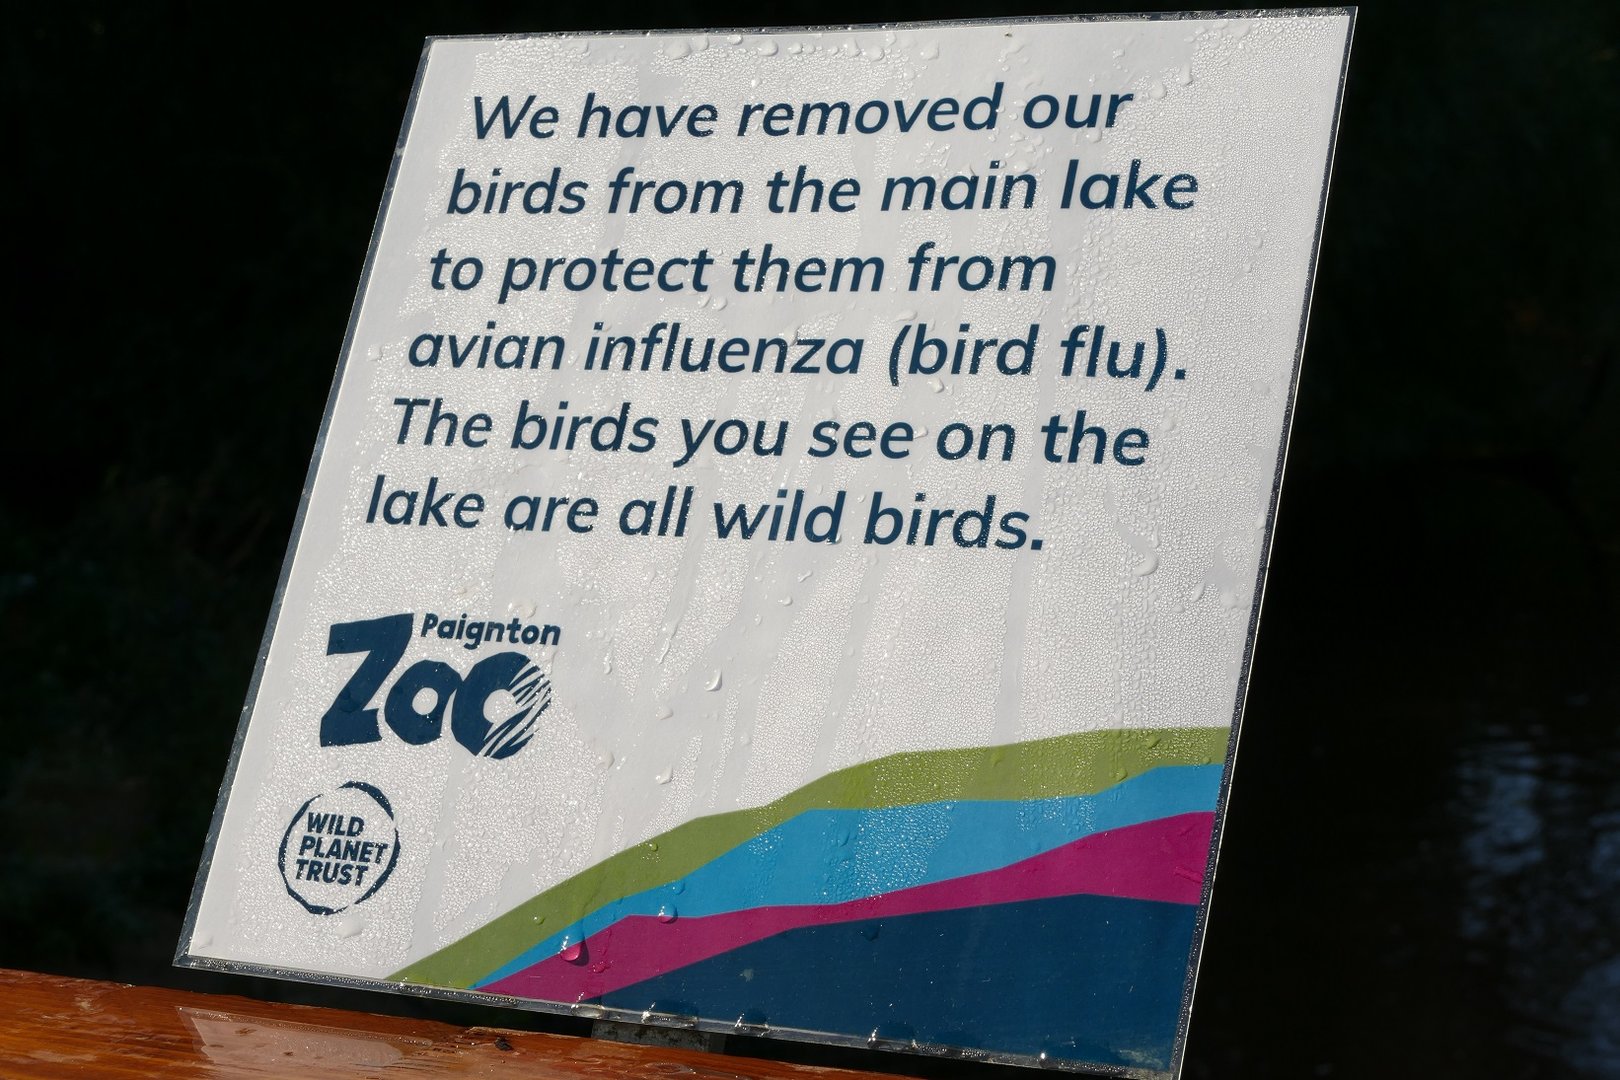 We have removed our
birds from the main lake
to protect them from
avian influenza (bird flu).
The birds you see on the
lake are all wild birds.
Paignton
Zoo
WILD
PLANET
TRUST